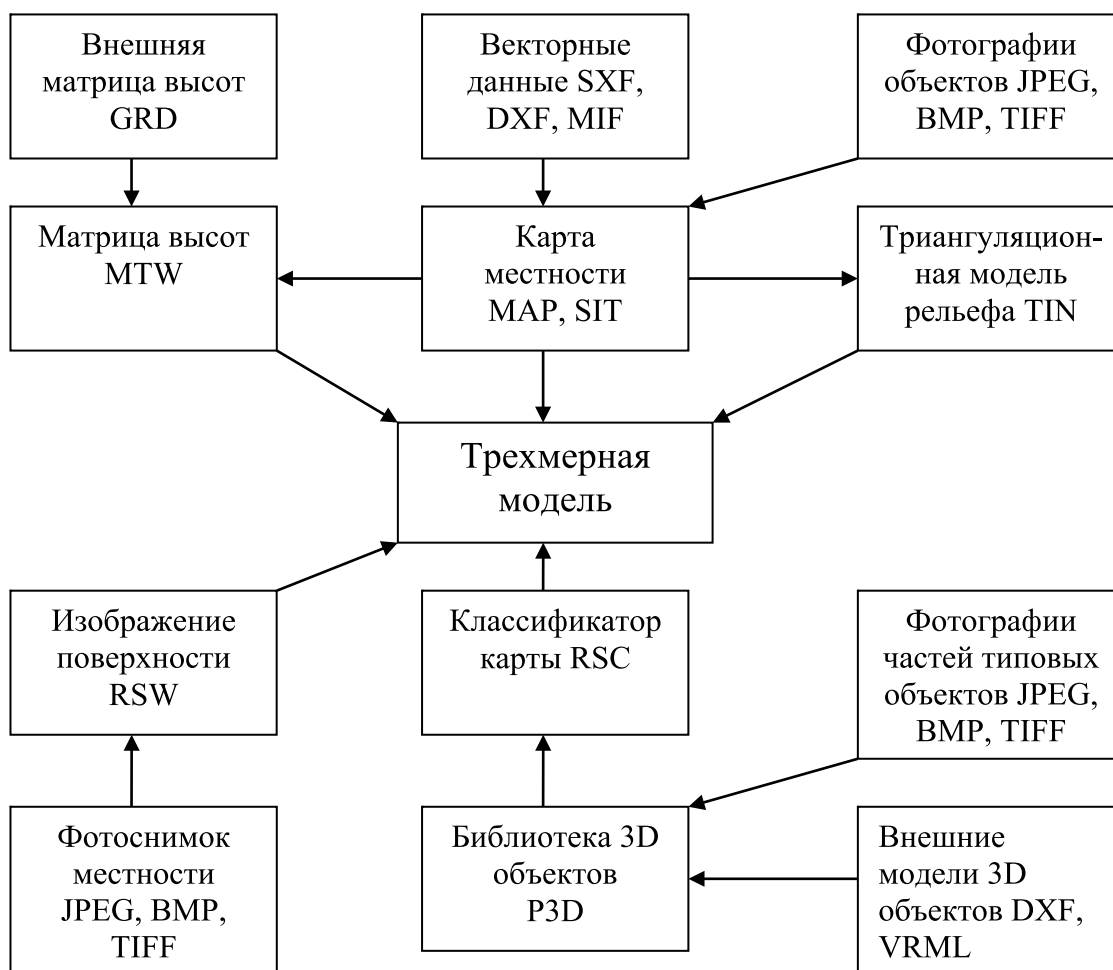 Внешняя
матрица высот
GRD
Векторные
данные SXF,
DXF, MIF
Фотографии
объектов JPEG,
BMP, TIFF
Матрица высот
MTW
Карта
местности
MAP, SIT
Триангуляцион-
ная модель
рельефа TIN
Трехмерная
модель
Изображение
поверхности
RSW
Классификатор
карты RSC
Фотографии
частей типовых
объектов JPEG,
BMP, TIFF
Фотоснимок
местности
JPEG, BMP,
TIFF
Библиотека 3D
объектов
P3D
Внешние
модели 3D
объектов DXF,
VRML